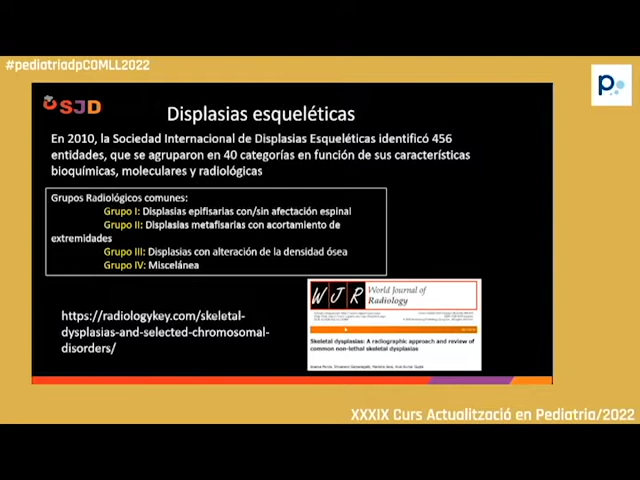 #pediatriadpCOMLL2022
p
SJD
Displasias esqueléticas
En 2010, la Sociedad Internacional de Displasias Esqueléticas identificó 456
entidades, que se agruparon en 40 categorías en función de sus características
bioquímicas, moleculares y radiológicas
Grupos Radiológicos comunes:
Grupo I: Displasias epifisarias con/sin afectación espinal
Grupo II: Displasias metafisarias con acortamiento de
extremidades
Grupo III: Displasias con alteración de la densidad ósea
Grupo IV: Miscelánea
https://radiologykey.com/skeletal-
dysplasias-and-selected-chromosomal-
disorders/
WJR
World Journal of
Radiology
Skeletal dysplasias: A radiographic approach and review of
common non-lethal skeletal dysplasias
XXXIX Curs Actualització en Pediatria/2022